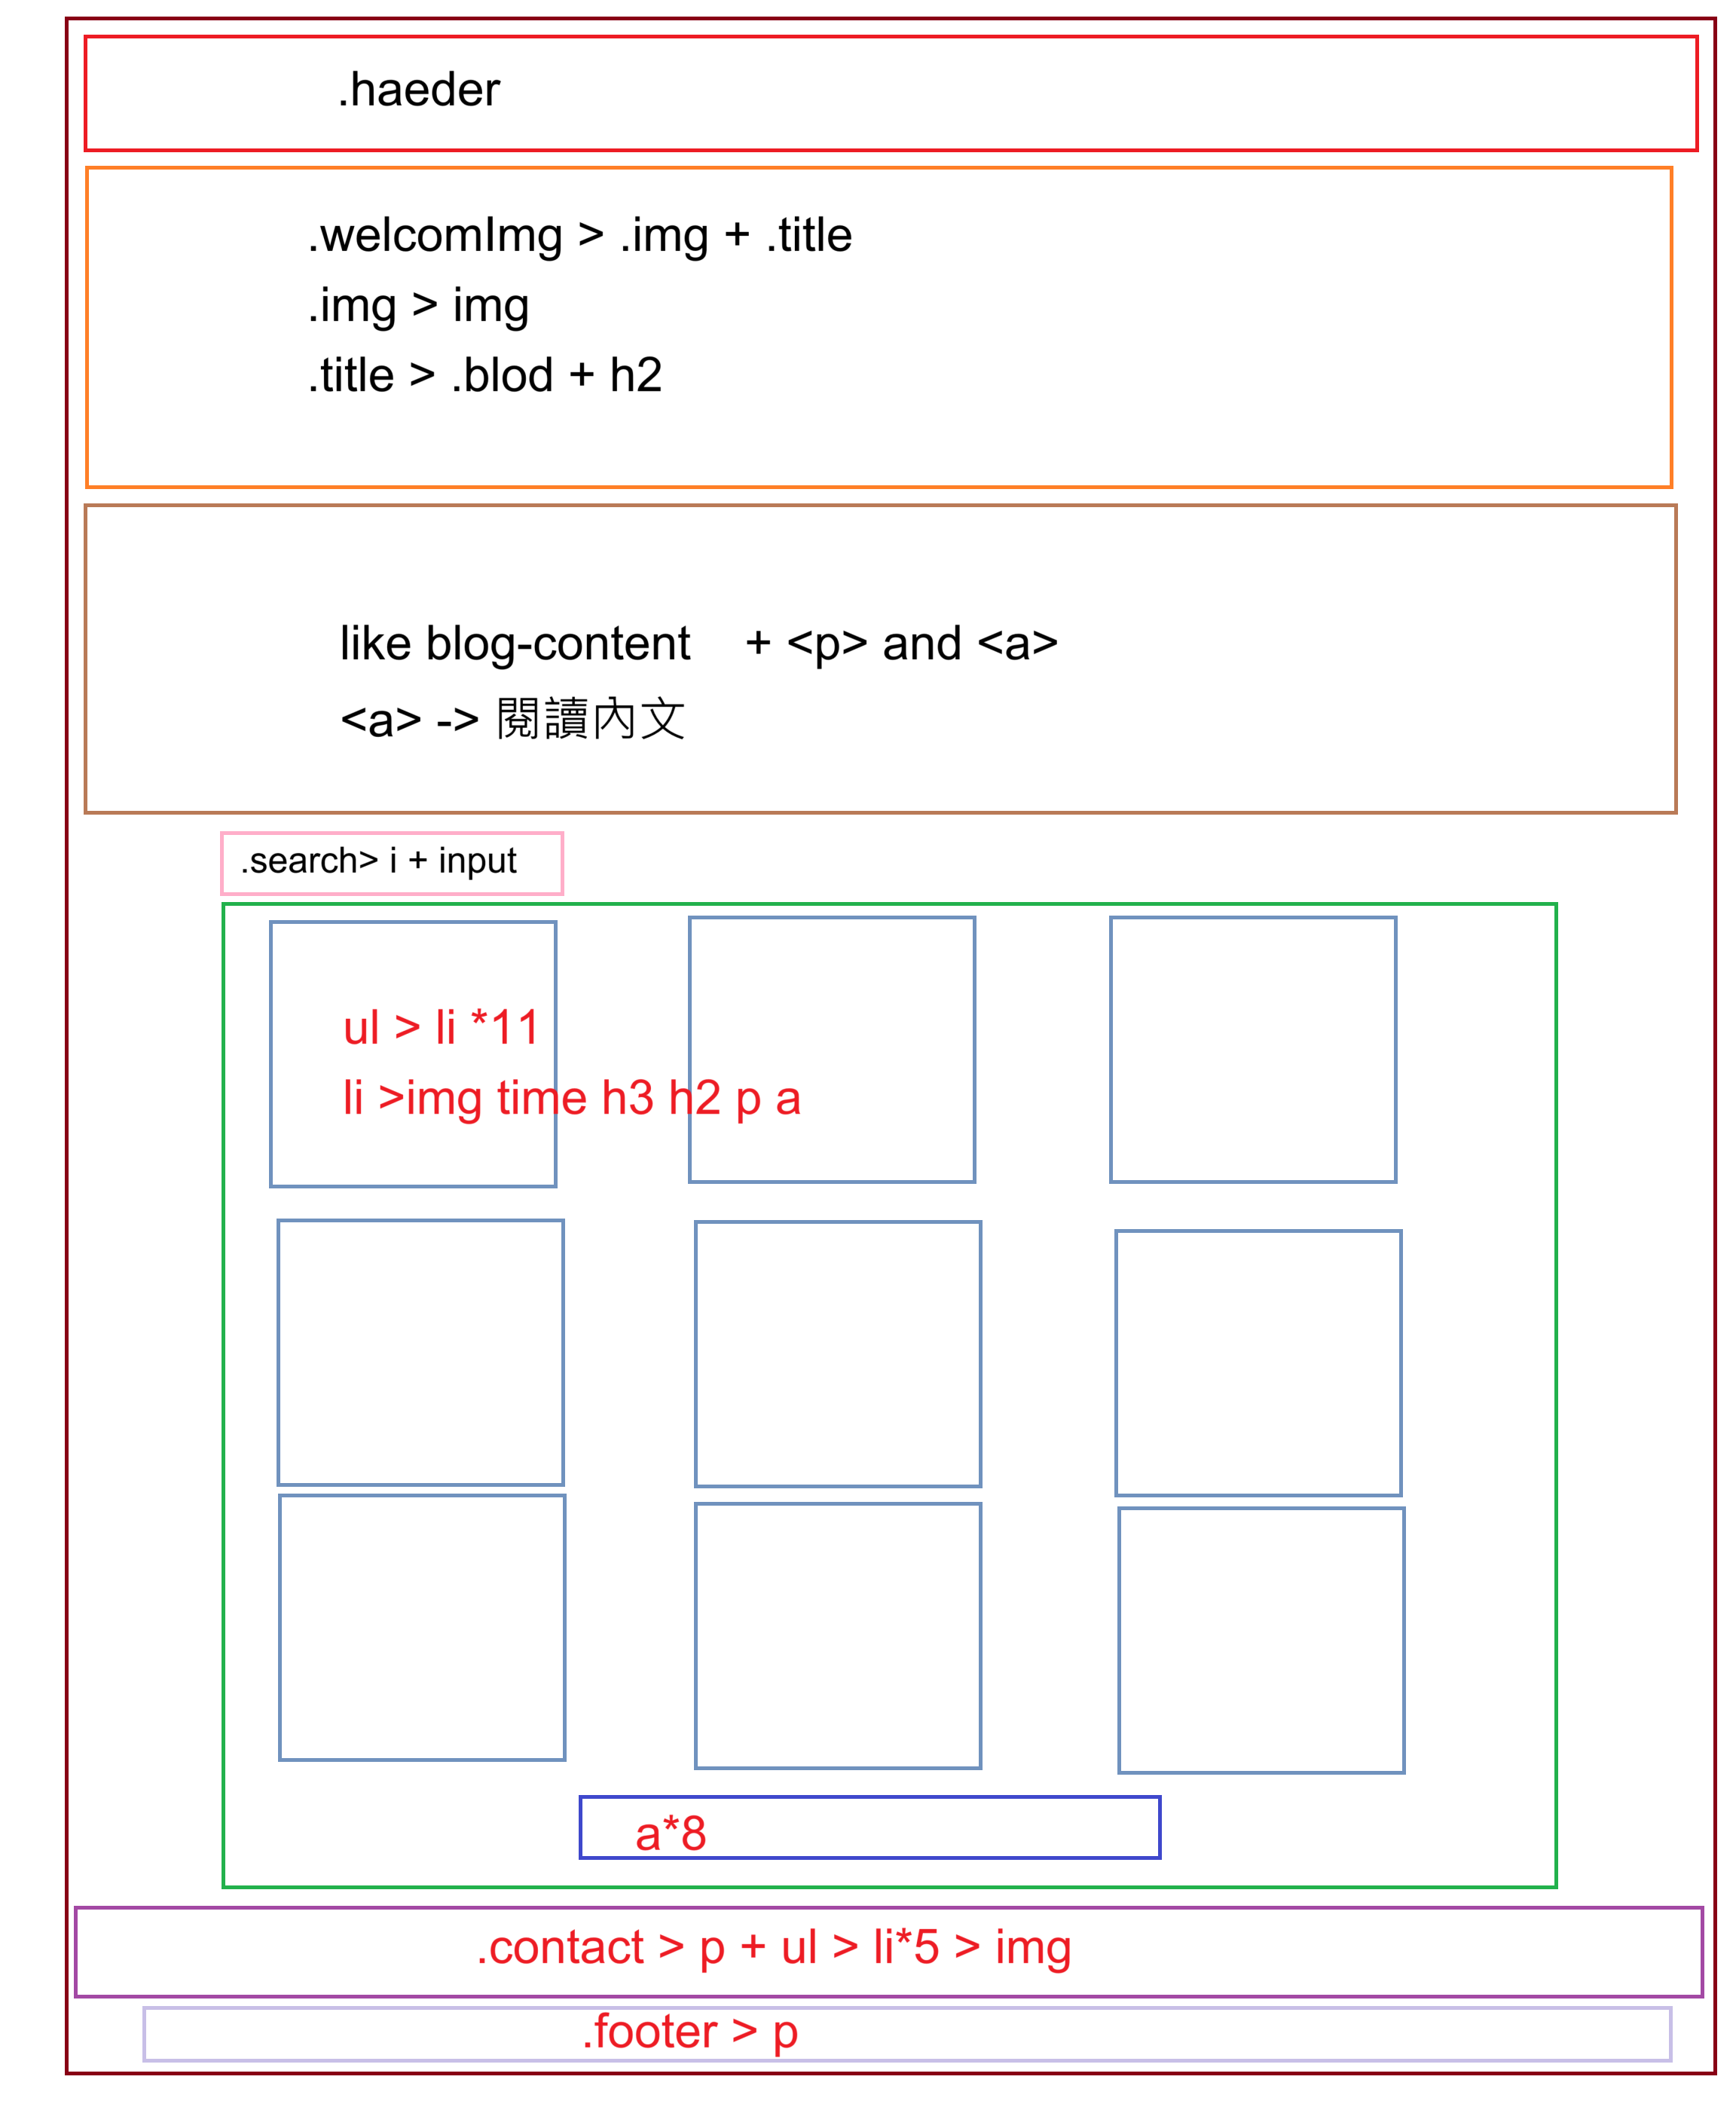 .haeder
.welcomImg > .img + .title
.img > img
.title > .blod + h2
like blog-content + <p> and <a>
<a> -> 閱讀內文
.search> i + input
ul > li *11
li >img time h3 h2 p a
a*8
.contact > p + ul > li*5 > img
.footer > p